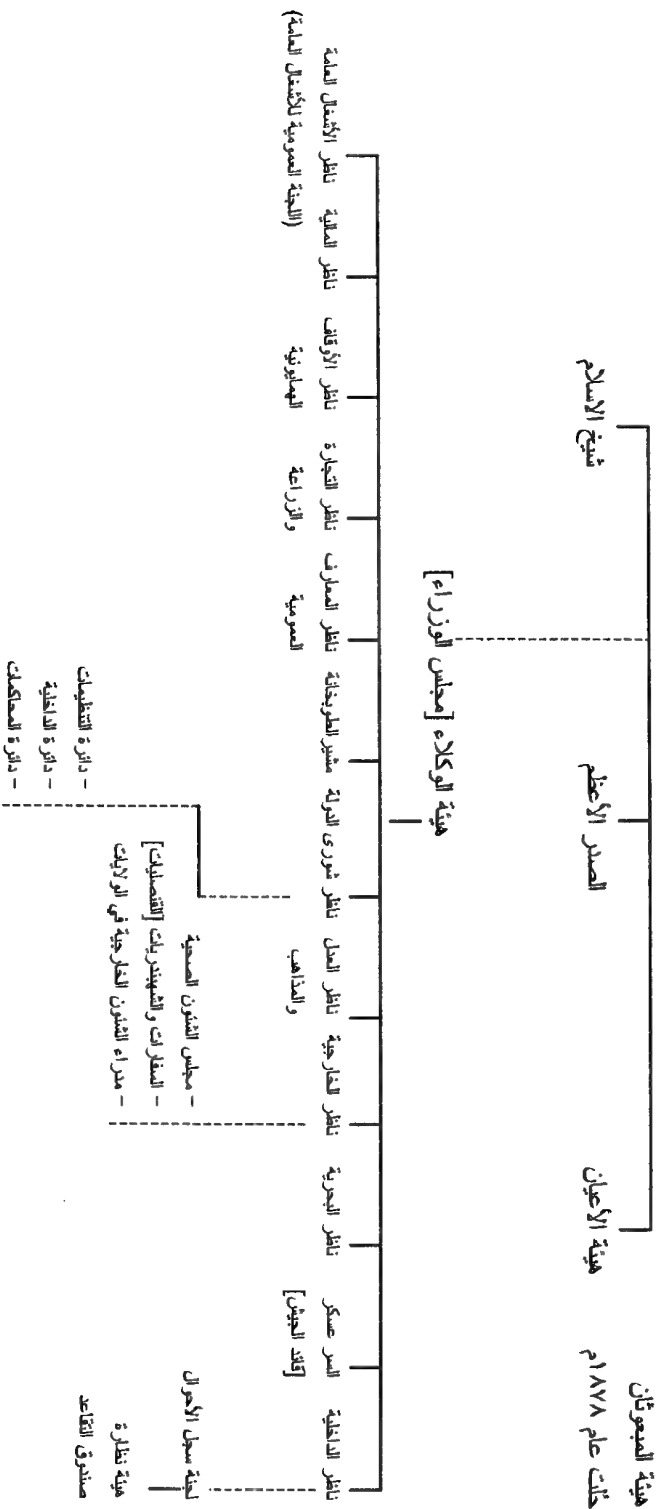 هيئة المبعوثان
حُلت عام ١٨٧٨م
هيئة الأعيان
الصدر الأعظم
شيخ الاسلام
هيئة الوكلاء [مجلس الوزراء]
ناظر الداخلية
لجنة سجل الأحوال
هيئة نظارة
صندوق التقاعد
السر عسكر
[قائد الجيش]
ناظر البحرية
ناظر الخارجية
- مجلس الشئون الصحية
- السفارات والشهبندريات [القنصليات]
- مدراء الشئون الخارجية في الولايات
ناظر العدل
والمذاهب
ناظر شورى الدولة
- دائرة التنظيمات
- دائرة الداخلية
- دائرة المحاكمات
مشير الطوبخانة
ناظر المعارف
العمومية
ناظر التجارة
والزراعة
ناظر الأوقاف
الهمايونية
ناظر المالية
ناظر الأشغال العامة
(اللجنة العمومية للأشغال العامة)